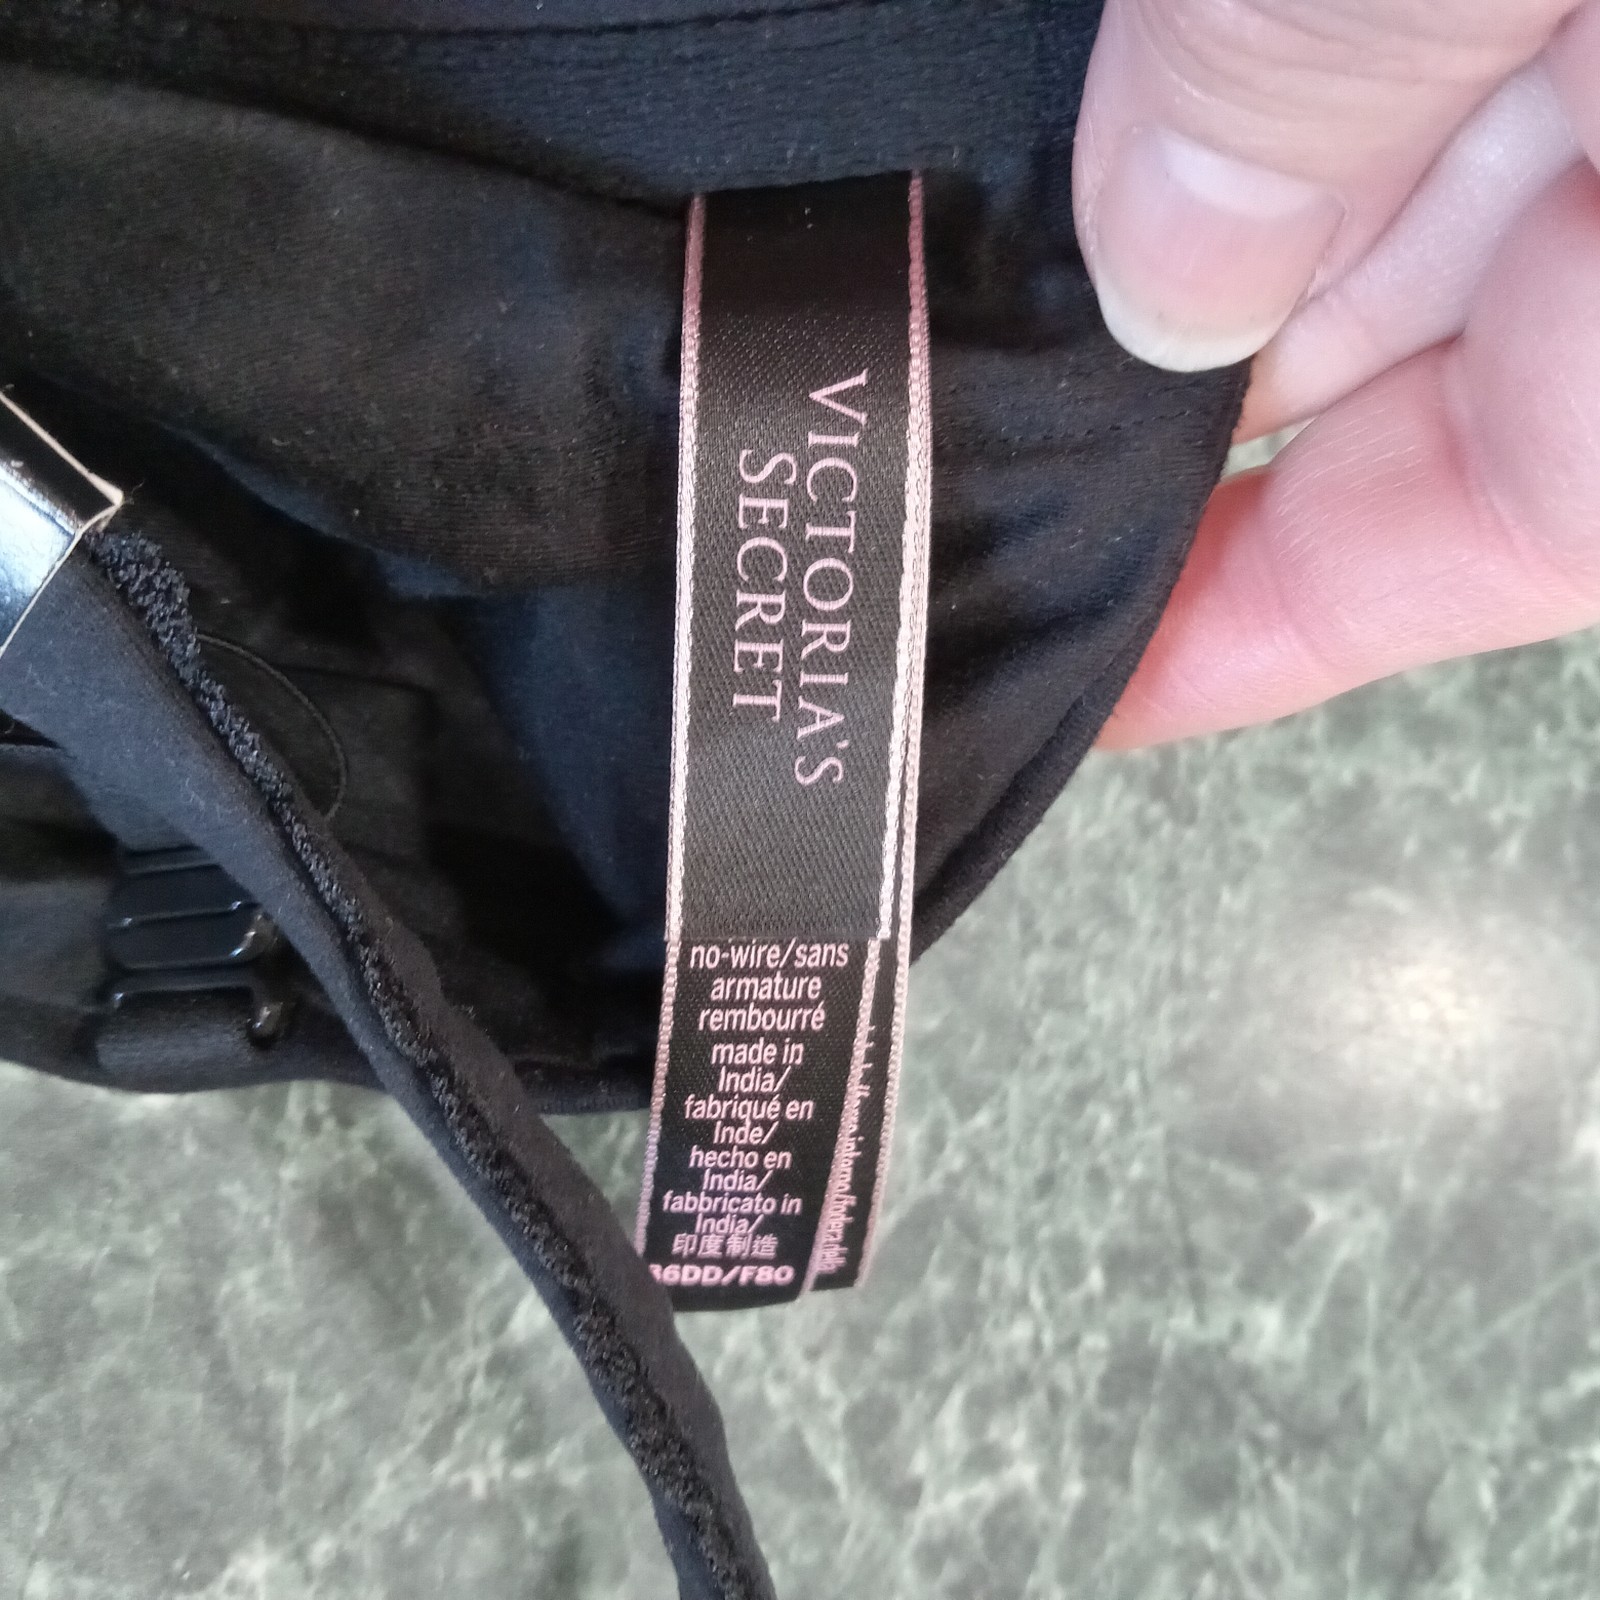 VICTORIA'S
SECRET
no-wire/sans
armature
rembourré
made in
India/
fabriqué en
Inde/
hecho en
India/
fabbricato in
India/
印度制造
36DD/F80